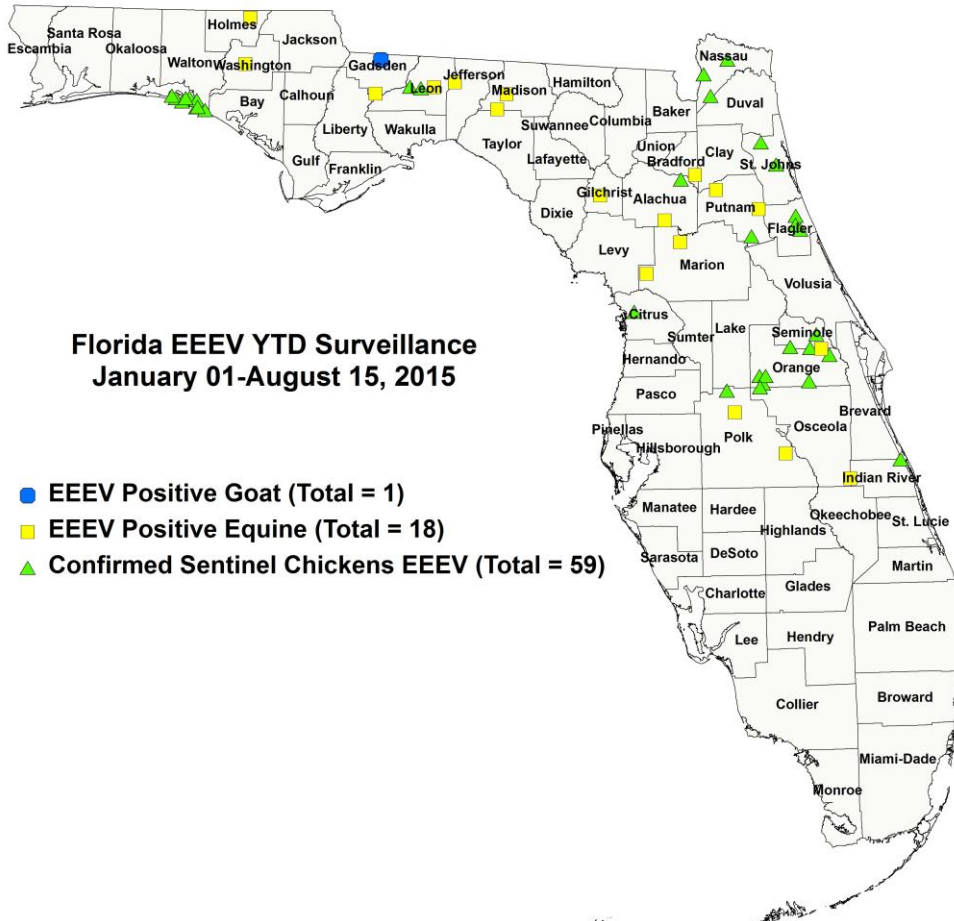 Holmes
Santa Rosa
Jackson
Escambia
Okaloosa
Walton
Washington
Gadsden
Jefferson
Nassau
Hamilton
Leon
Madison
Bay
Calhoun
Duval
Baker
Columbia
Liberty
Wakulla
Suwannee
Taylor
Union
Clay
Gulf
Lafayette
Bradford
St. Johns
Franklin
Gilchrist
Alachua
Dixie
Putnam
Flagler
Levy
Marion
Volusia
Citrus
Lake
Seminole
Sumter
Florida EEEV YTD Surveillance
January 01-August 15, 2015
Hernando
Orange
Pasco
Brevard
Osceola
Pinellas
Polk
Hillsborough
Indian River
EEEV Positive Goat (Total = 1)
Manatee
Hardee
Okeechobee
EEEV Positive Equine (Total = 18)
St. Lucie
Highlands
Sarasota
DeSoto
Confirmed Sentinel Chickens EEEV (Total = 59)
Martin
Charlotte
Glades
Palm Beach
Lee
Hendry
Collier
Broward
Miami-Dade
Monroe